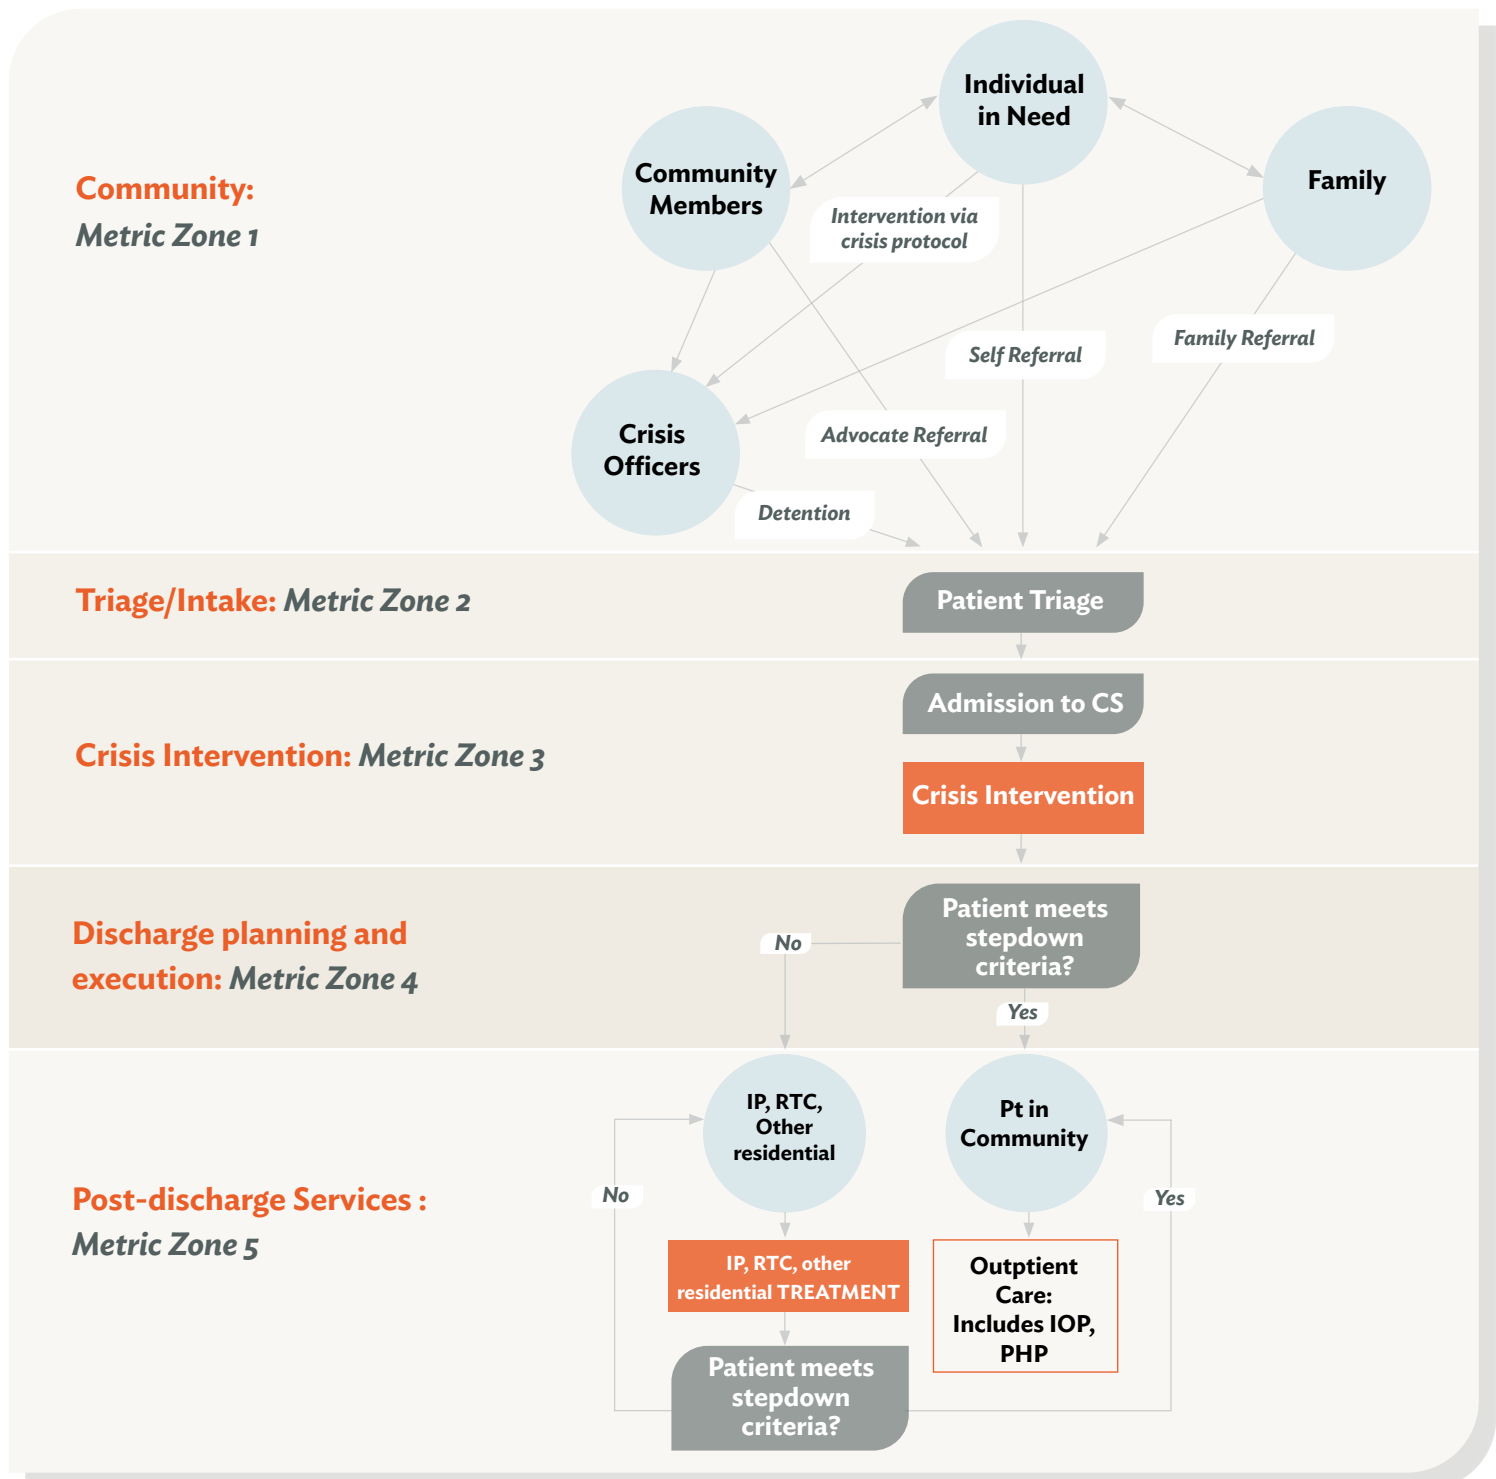 Individual
in Need
Community
Members
Family
Community:
Metric Zone 1
Intervention via
crisis protocol
Self Referral
Family Referral
Crisis
Officers
Advocate Referral
Detention
Triage/Intake: Metric Zone 2
Patient Triage
Admission to CS
Crisis Intervention: Metric Zone 3
Crisis Intervention
Discharge planning and
execution: Metric Zone 4
Patient meets
stepdown
criteria?
No
Yes
IP, RTC,
Other
residential
Pt in
Community
Post-discharge Services :
Metric Zone 5
No
Yes
IP, RTC, other
residential TREATMENT
Outptient
Care:
Includes IOP,
PHP
Patient meets
stepdown
criteria?